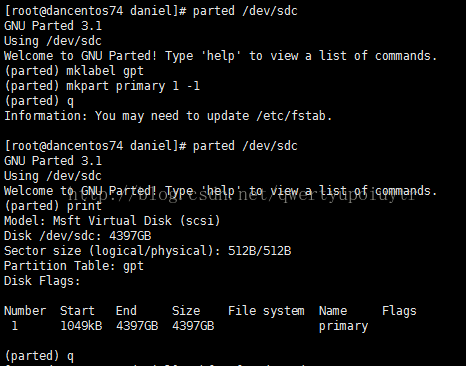 [root@dancentos74 daniel]# parted /dev/sdc
GNU Parted 3.1
Using /dev/sdc
Welcome to GNU Parted! Type 'help' to view a list of commands.
(parted) mklabel gpt
(parted) mkpart primary 1 -1
(parted) q
Information: You may need to update /etc/fstab.

[root@dancentos74 daniel]# parted /dev/sdc
GNU Parted 3.1
Using /dev/sdc
Welcome to GNU Parted! Type 'help' to view a list of commands.
http://blog.csdn.net/qwertyupoiuytr
(parted) print
Model: Msft Virtual Disk (scsi)
Disk /dev/sdc: 4397GB
Sector size (logical/physical): 512B/512B
Partition Table: gpt
Disk Flags:

Number  Start   End     Size    File system  Name     Flags
 1      1049kB  4397GB  4397GB               primary

(parted) q